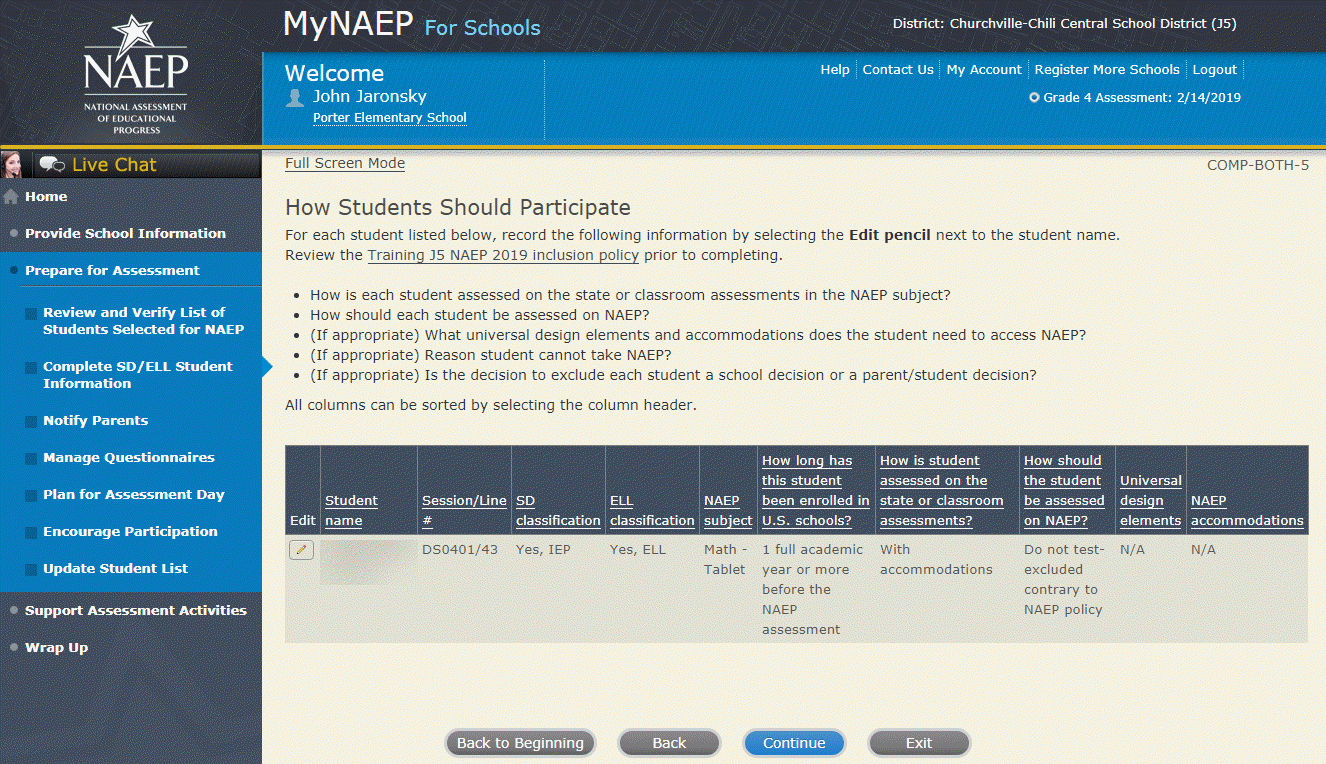 NAEP
NATIONAL ASSESSMENT
OF EDUCATIONAL
PROGRESS
MyNAEP For Schools
District: Churchville-Chili Central School District (J5)
Welcome
John Jaronsky
Porter Elementary School
Help
Contact Us
My Account
Register More Schools
Logout
Grade 4 Assessment: 2/14/2019
Live Chat
Home
Provide School Information
Prepare for Assessment
Review and Verify List of
Students Selected for NAEP
Complete SD/ELL Student
Information
Notify Parents
Manage Questionnaires
Plan for Assessment Day
Encourage Participation
Update Student List
Support Assessment Activities
Wrap Up
Full Screen Mode
COMP-BOTH-5
How Students Should Participate
For each student listed below, record the following information by selecting the Edit pencil next to the student name.
Review the Training J5 NAEP 2019 inclusion policy prior to completing.
• How is each student assessed on the state or classroom assessments in the NAEP subject?
• How should each student be assessed on NAEP?
• (If appropriate) What universal design elements and accommodations does the student need to access NAEP?
• (If appropriate) Reason student cannot take NAEP?
• (If appropriate) Is the decision to exclude each student a school decision or a parent/student decision?
All columns can be sorted by selecting the column header.
Edit
Student
name
Session/Line
#
SD
classification
ELL
classification
NAEP
subject
How long has
this student
been enrolled in
U.S. schools?
How is student
assessed on the
state or classroom
assessments?
How should
the student
be assessed
on NAEP?
Universal
design
elements
NAEP
accommodations
DS0401/43
Yes, IEP
Yes, ELL
Math -
Tablet
1 full academic
year or more
before the
NAEP
assessment
With
accommodations
Do not test-
excluded
contrary to
NAEP policy
N/A
N/A
Back to Beginning
Back
Continue
Exit